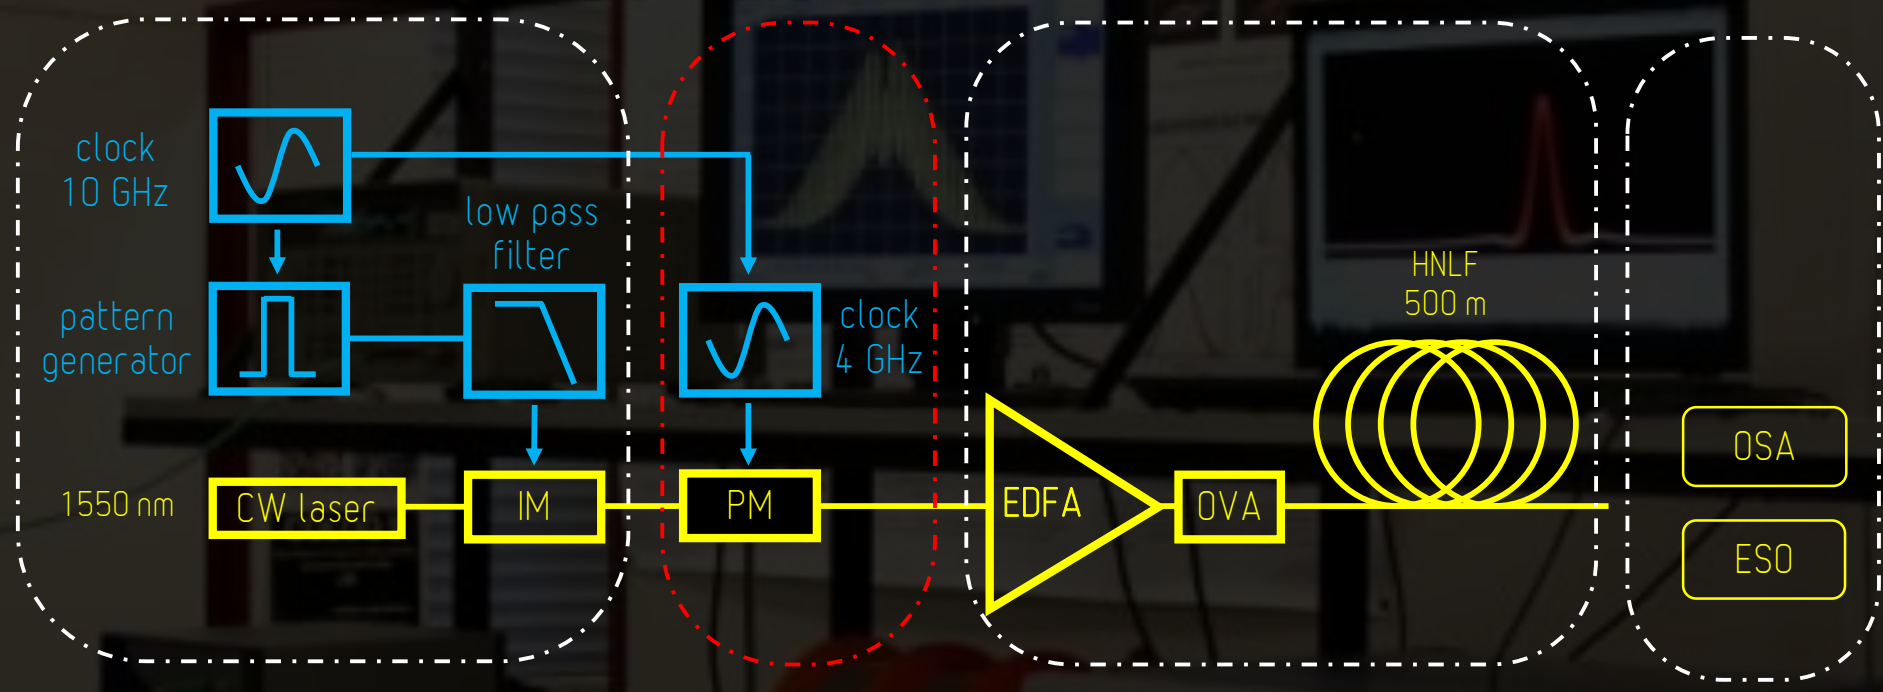 clock
10 GHz
low pass
filter
pattern
generator
clock
4 GHz
HNLF
500 m
1550 nm
CW laser
IM
PM
EDFA
OVA
OSA
ESO